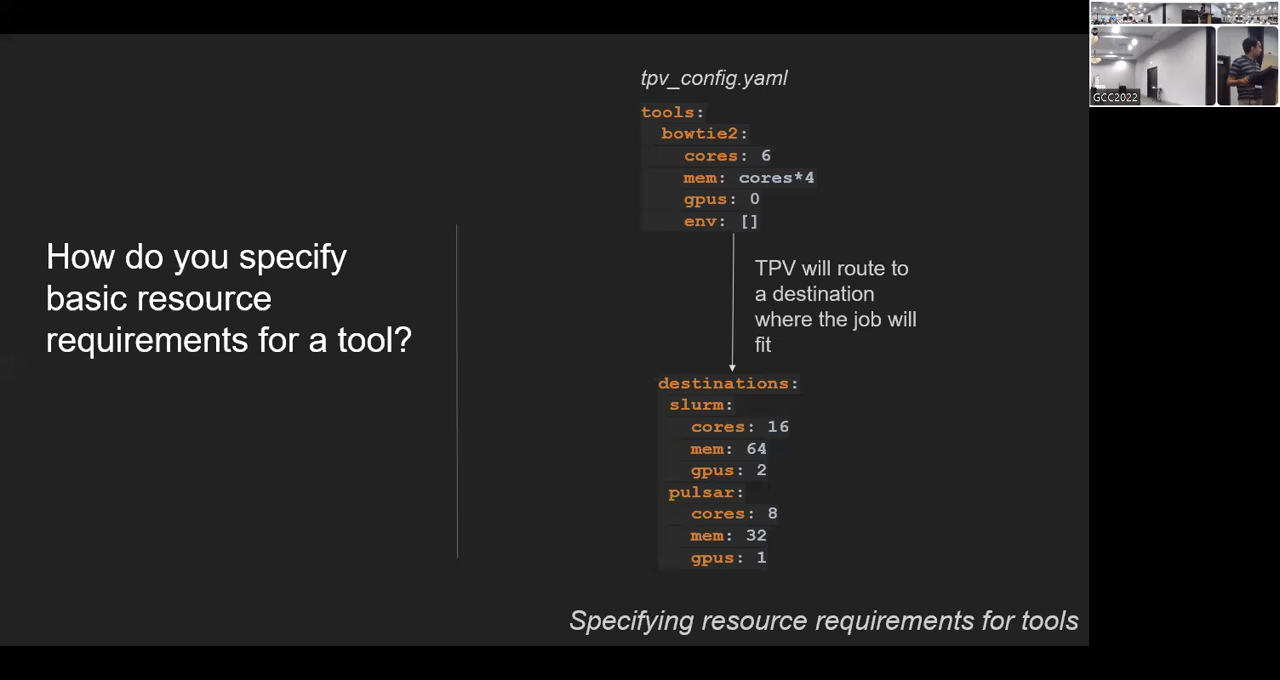 How do you specify
basic resource
requirements for a tool?
tpv_config.yaml
tools:
bowtie2:
cores: 6
mem: cores*4
gpus: 0
env: []
TPV will route to
a destination
where the job will
fit
destinations:
slurm:
cores: 16
mem: 64
gpus: 2
pulsar:
cores: 8
mem: 32
gpus: 1
Specifying resource requirements for tools
GCC2022